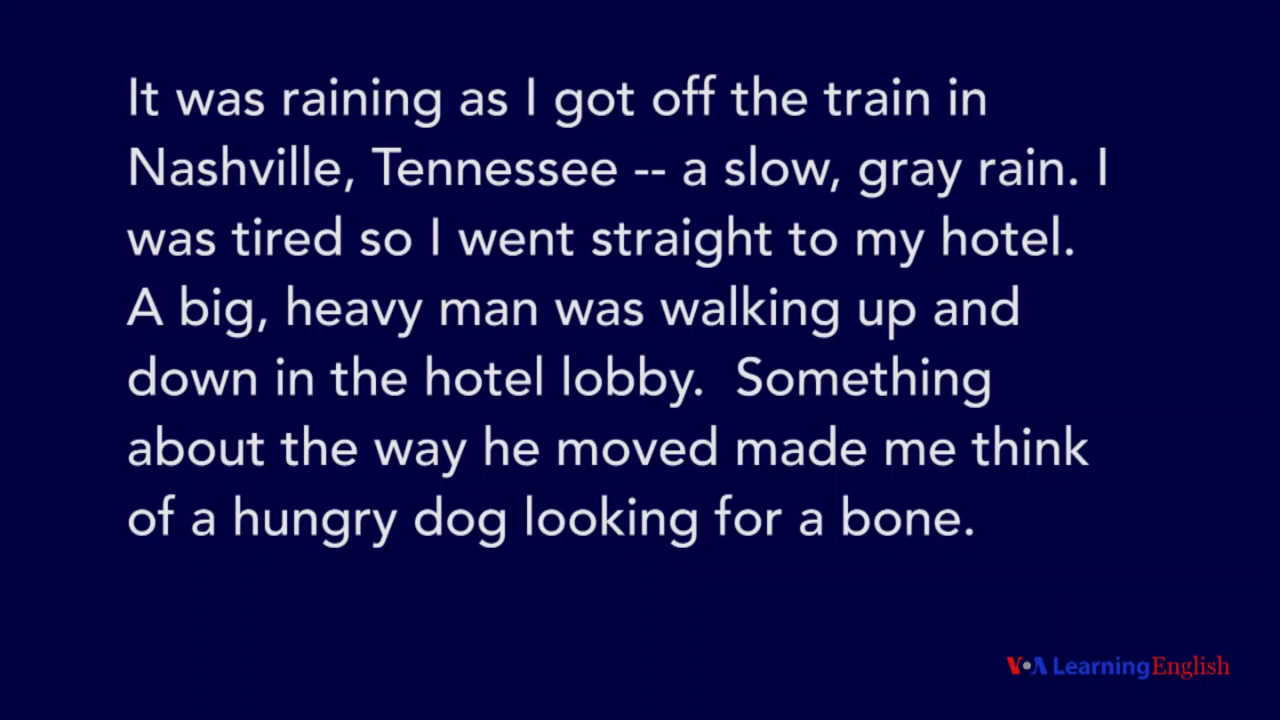 It was raining as I got off the train in
Nashville, Tennessee -- a slow, gray rain. I
was tired so I went straight to my hotel.
A big, heavy man was walking up and
down in the hotel lobby.  Something
about the way he moved made me think
of a hungry dog looking for a bone.
VOA Learning English